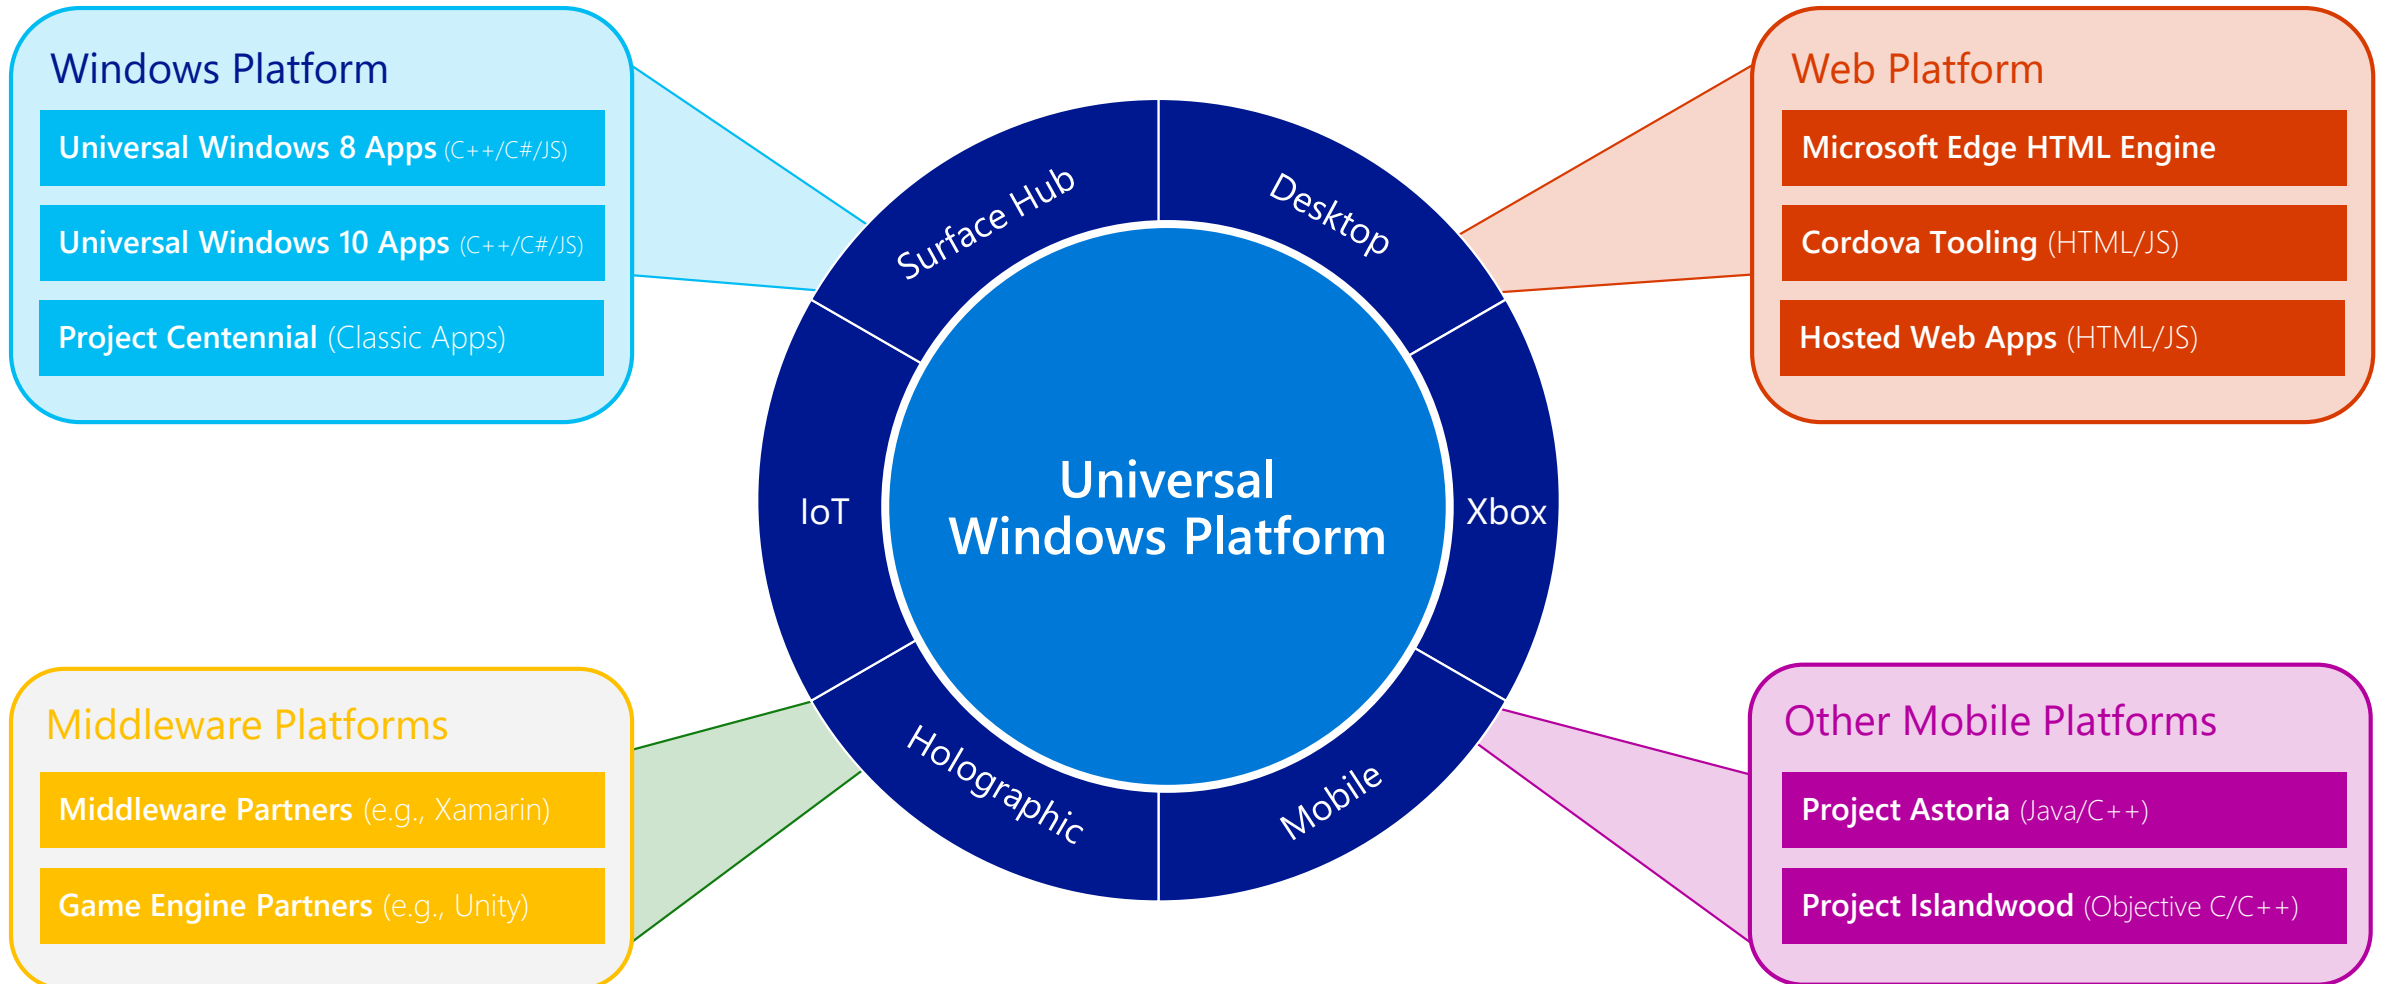 Windows Platform
Universal Windows 8 Apps (C++/C#/JS)
Universal Windows 10 Apps (C++/C#/JS)
Project Centennial (Classic Apps)
Web Platform
Microsoft Edge HTML Engine
Cordova Tooling (HTML/JS)
Hosted Web Apps (HTML/JS)
Surface Hub
Desktop
IoT
Universal
Windows Platform
Xbox
Holographic
Mobile
Middleware Platforms
Middleware Partners (e.g., Xamarin)
Game Engine Partners (e.g., Unity)
Other Mobile Platforms
Project Astoria (Java/C++)
Project Islandwood (Objective C/C++)